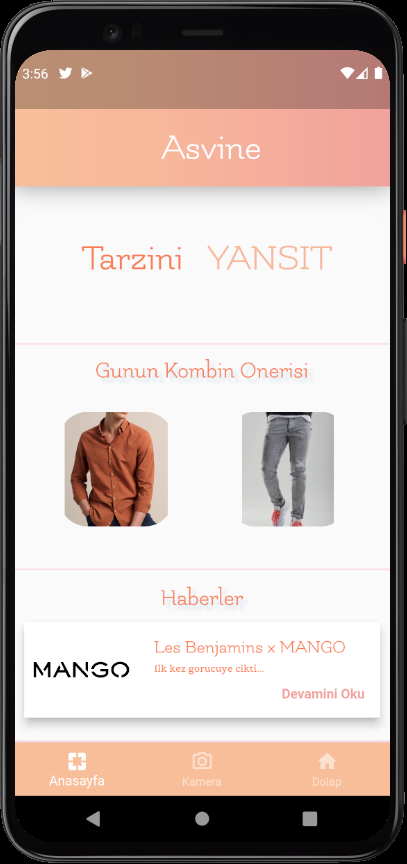 3:56
Asvine
Tarzini YANSIT
Gunun Kombin Onerisi
Haberler
MANGO
Les Benjamins x MANGO
Ilk kez gorucuye cikti...
Devamini Oku
Anasayfa
Kamera
Dolap